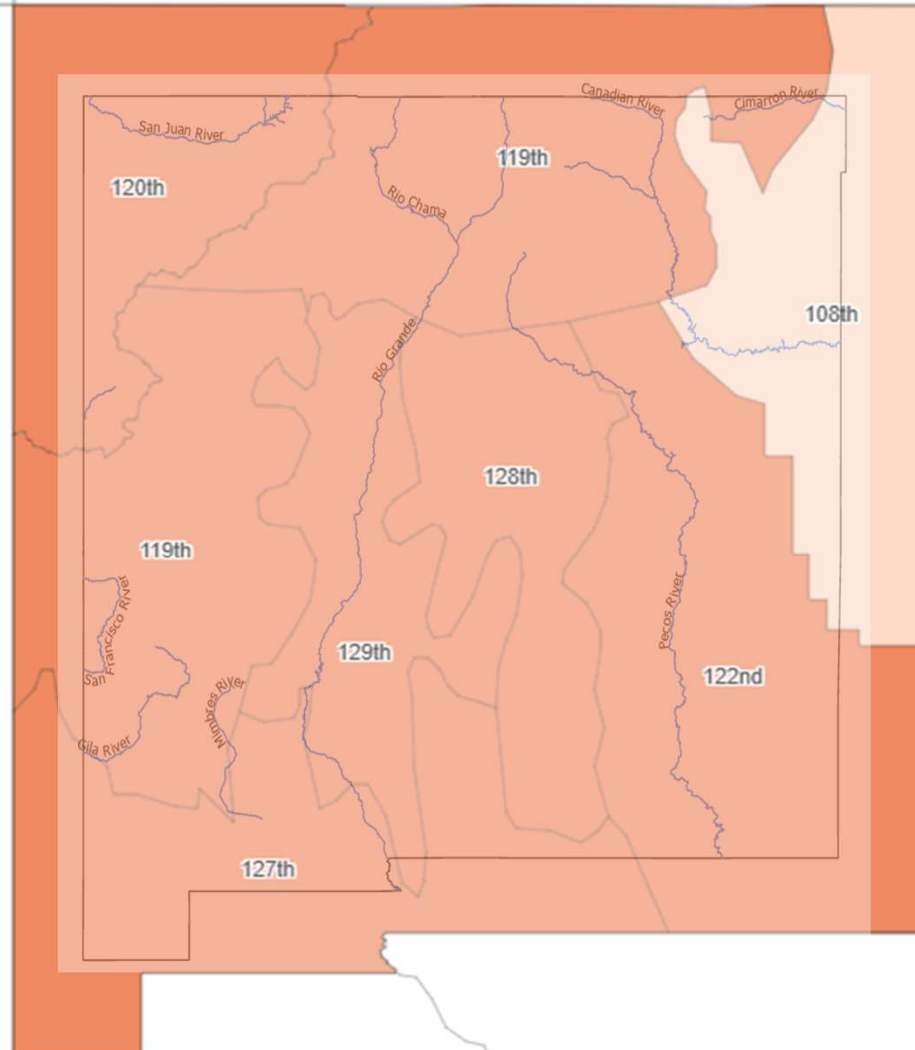 Canadian River
Cimarron River
San Juan River
119th
120th
Rio Chama
108th
Rio Grande
128th
119th
San Francisco River
Pecos River
129th
122nd
Mimbres River
Gila River
127th